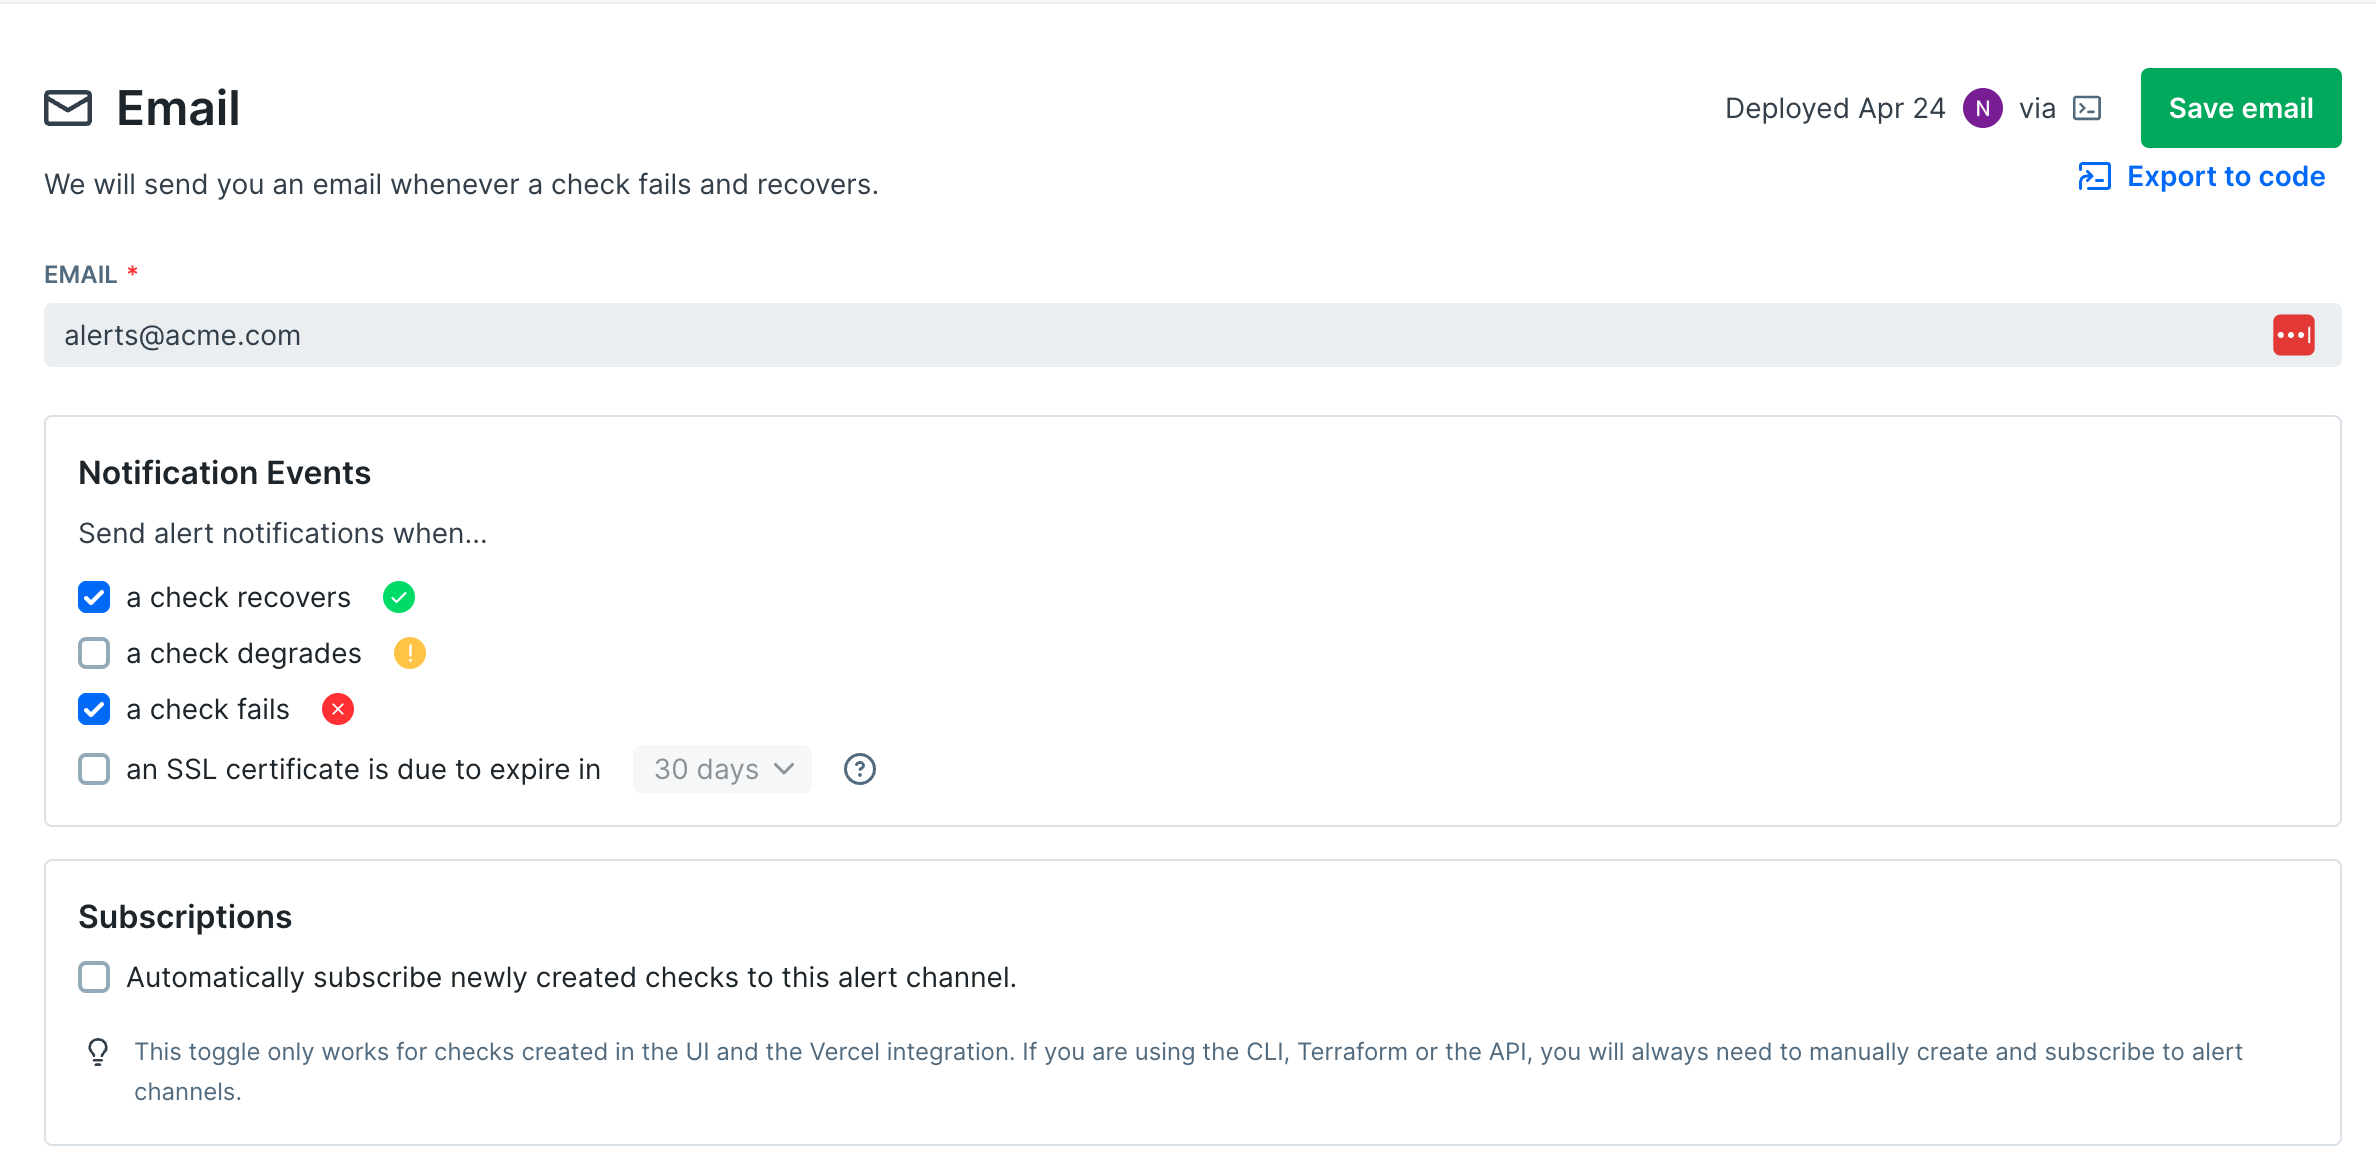 Email
Deployed Apr 24 N via
Save email
We will send you an email whenever a check fails and recovers.
Export to code
EMAIL *
alerts@acme.com
Notification Events
Send alert notifications when...
a check recovers
a check degrades
a check fails
an SSL certificate is due to expire in 30 days
Subscriptions
Automatically subscribe newly created checks to this alert channel.
This toggle only works for checks created in the UI and the Vercel integration. If you are using the CLI, Terraform or the API, you will always need to manually create and subscribe to alert
channels.